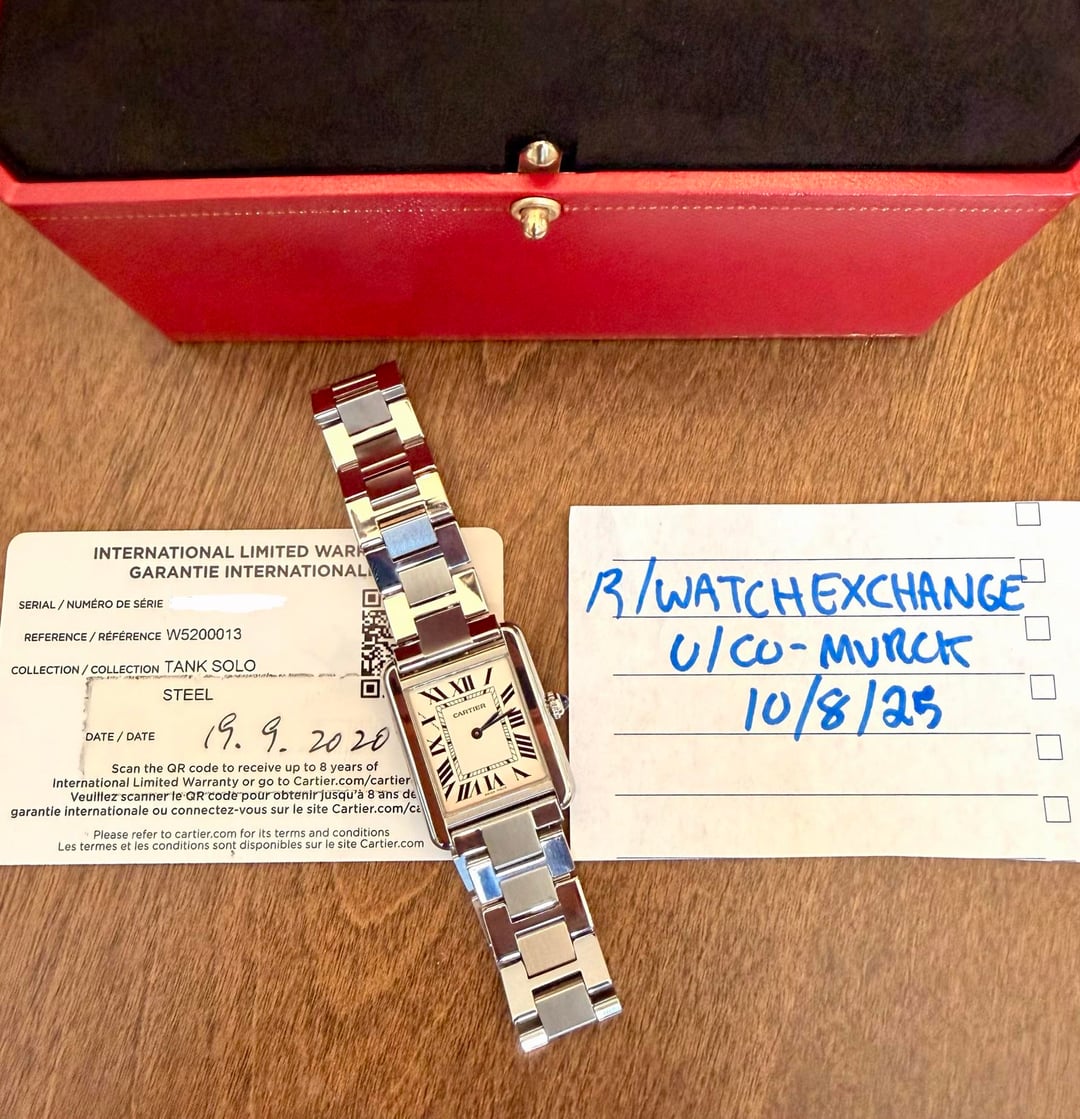 INTERNATIONAL LIMITED
GARANTIE
SERIAL / NUMÉRO DE SÉRIE
REFERENCE / RÉFÉRENCE W5200013
COLLECTION / COLLECTION TANK SOLO
STEEL
DATE / DATE 19. 9. 2020
Scan the QR code to receive up to 8 years of
International Limited Warranty or go to Cartier.com/cartier
Veuillez scanner le QR code pour obtenir jusqu'à 8 ans de
garantie internationale ou connectez-vous sur le site Cartier.com/ca
Please refer to cartier.com for its terms and conditions
Les termes et les conditions sont disponibles sur le site Cartier.com
XII
CARTIER
R/WATCHEXCHANGE
U/CO-MURCK
10/8/25